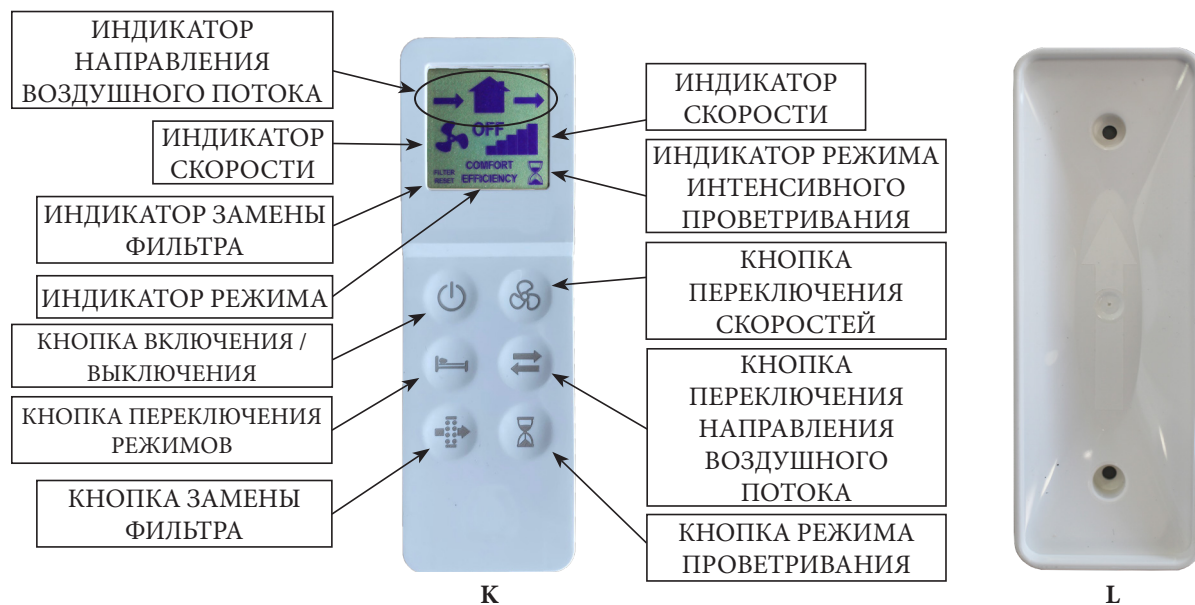 ИНДИКАТОР
НАПРАВЛЕНИЯ
ВОЗДУШНОГО ПОТОКА
ИНДИКАТОР
СКОРОСТИ
ИНДИКАТОР ЗАМЕНЫ
ФИЛЬТРА
ИНДИКАТОР РЕЖИМА
КНОПКА ВКЛЮЧЕНИЯ /
ВЫКЛЮЧЕНИЯ
КНОПКА ПЕРЕКЛЮЧЕНИЯ
РЕЖИМОВ
КНОПКА ЗАМЕНЫ
ФИЛЬТРА
OFF
COMFORT
FILTER
RESET
EFFICIENCY
ИНДИКАТОР
СКОРОСТИ
ИНДИКАТОР РЕЖИМА
ИНТЕНСИВНОГО
ПРОВЕТРИВАНИЯ
КНОПКА
ПЕРЕКЛЮЧЕНИЯ
СКОРОСТЕЙ
КНОПКА
ПЕРЕКЛЮЧЕНИЯ
НАПРАВЛЕНИЯ
ВОЗДУШНОГО
ПОТОКА
КНОПКА РЕЖИМА
ПРОВЕТРИВАНИЯ
K
L